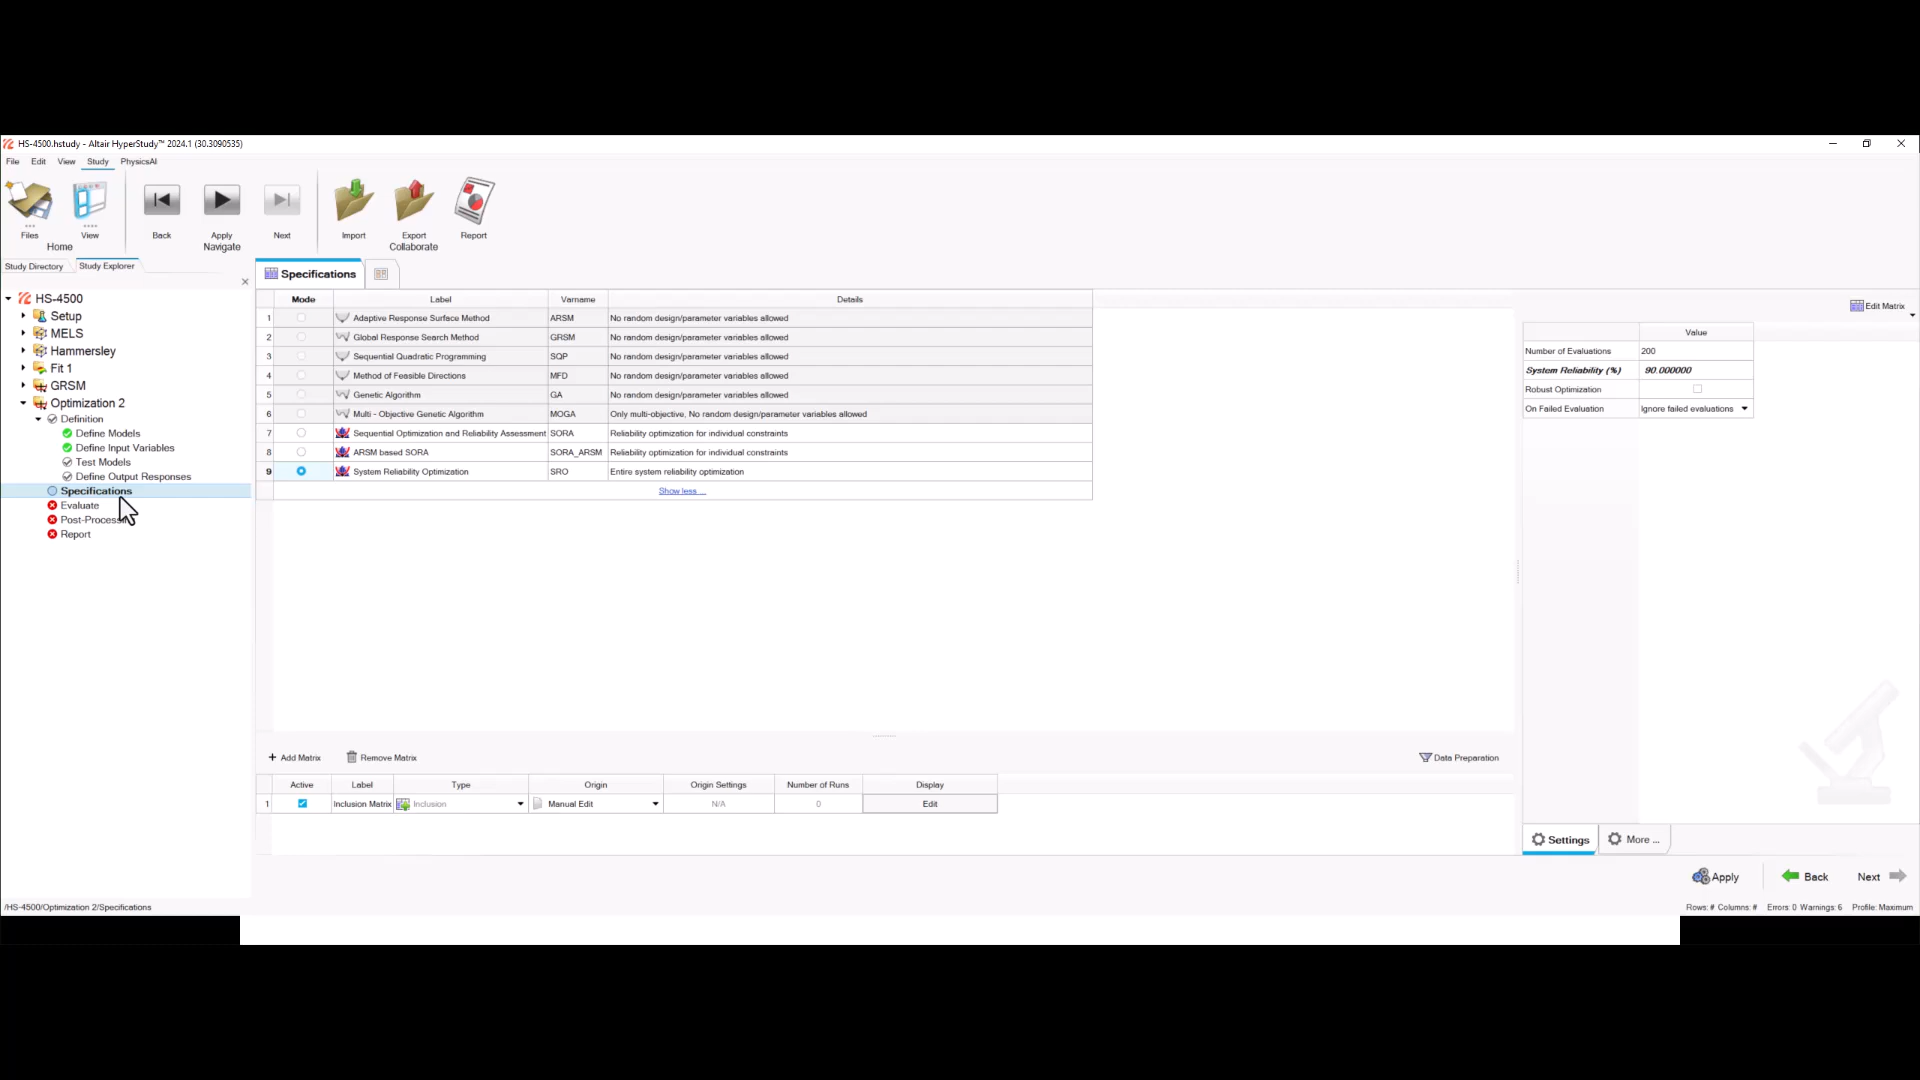 HS-4500.hstudy - Altair HyperStudy™ 2024.1 (30.3090535)
File Edit View Study PhysicsAI
Files View Back Apply Next Import Export Report
Home Navigate Collaborate
Study Directory Study Explorer
Specifications
HS-4500
Setup
MELS
Hammersley
Fit 1
GRSM
Optimization 2
Definition
Define Models
Define Input Variables
Test Models
Define Output Responses
Specifications
Evaluate
Post-Processin
Report
Mode Label Varname Details
1 Adaptive Response Surface Method ARSM No random design/parameter variables allowed
2 Global Response Search Method GRSM No random design/parameter variables allowed
3 Sequential Quadratic Programming SQP No random design/parameter variables allowed
4 Method of Feasible Directions MFD No random design/parameter variables allowed
5 Genetic Algorithm GA No random design/parameter variables allowed
6 Multi - Objective Genetic Algorithm MOGA Only multi-objective, No random design/parameter variables allowed
7 Sequential Optimization and Reliability Assessment SORA Reliability optimization for individual constraints
8 ARSM based SORA SORA_ARSM Reliability optimization for individual constraints
9 System Reliability Optimization SRO Entire system reliability optimization
Show less ...
Edit Matrix
Value
Number of Evaluations 200
System Reliability (%) 90.000000
Robust Optimization
On Failed Evaluation Ignore failed evaluations
+ Add Matrix Remove Matrix Data Preparation
Active Label Type Origin Origin Settings Number of Runs Display
1 Inclusion Matrix Inclusion Manual Edit N/A 0 Edit
Settings More ...
Apply Back Next
/HS-4500/Optimization 2/Specifications
Rows: # Columns: # Errors: 0 Warnings: 6 Profile: Maximum